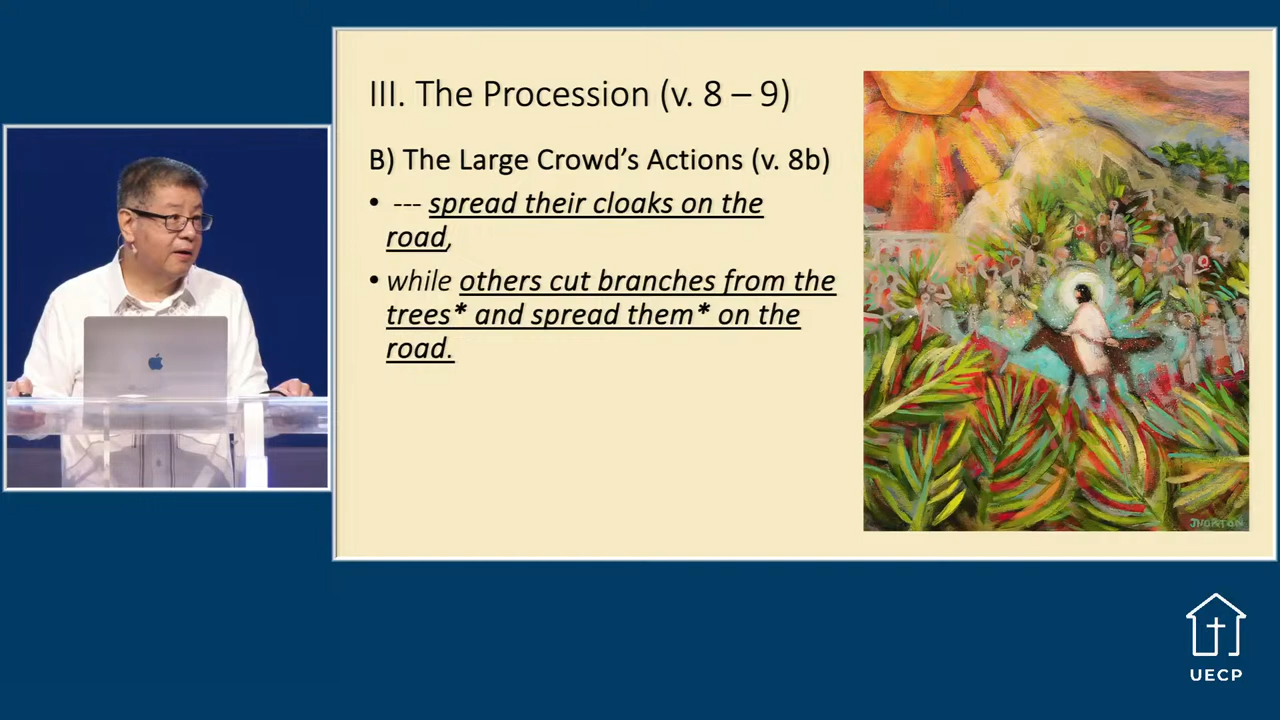 III. The Procession (v. 8 – 9)
B) The Large Crowd’s Actions (v. 8b)
• --- spread their cloaks on the
road,
• while others cut branches from the
trees* and spread them* on the
road.
JMORTON
UECP